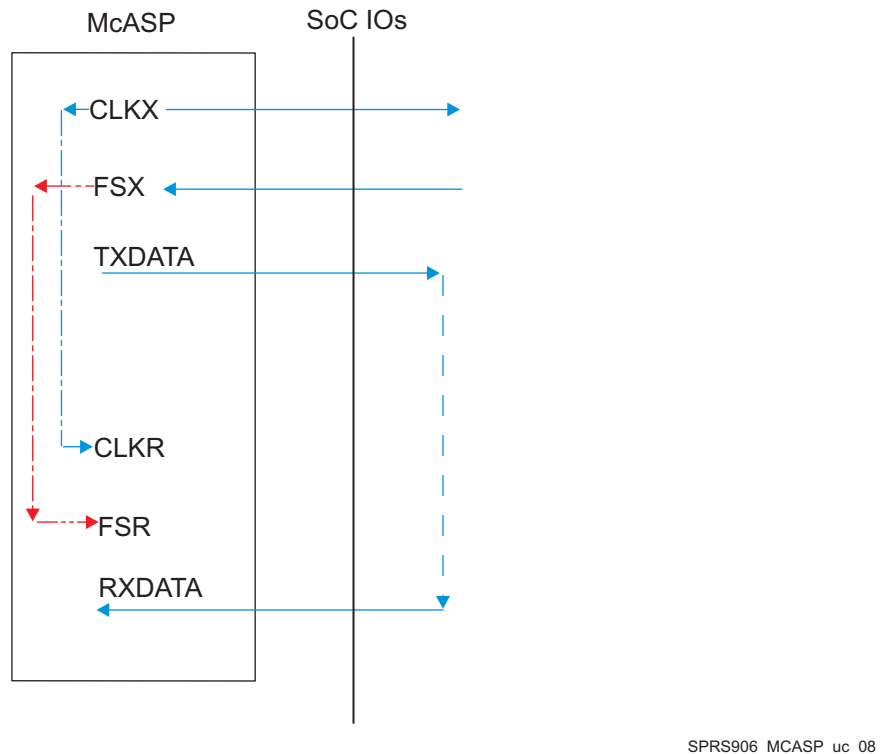 McASP
SoC IOs
CLKX
FSX
TXDATA
CLKR
FSR
RXDATA
SPRS906_MCASP_uc_08